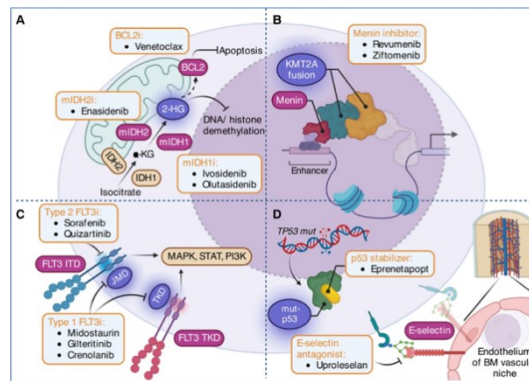 A
BCL2i:
• Venetoclax
Apoptosis
BCL2
mIDH2i:
• Enasidenib
2-HG
mIDH2
mIDH1
DNA/ histone
demethylation
IDH2
-KG
IDH1
Isocitrate
mIDH1i:
• Ivosidenib
• Olutasidenib
B
Menin inhibitor:
• Revumenib
• Ziftomenib
KMT2A
fusion
Menin
Enhancer
C
Type 2 FLT3i:
• Sorafenib
• Quizartinib
FLT3 ITD
JMD
MAPK, STAT, PI3K
TKD
Type 1 FLT3i:
• Midostaurin
• Gilteritinib
• Crenolanib
FLT3 TKD
D
TP53 mut
p53 stabilizer:
• Eprenetapopt
mut-
p53
E-selectin
E-selectin
antagonist:
• Uproleselan
Endothelium
of BM vascular
niche